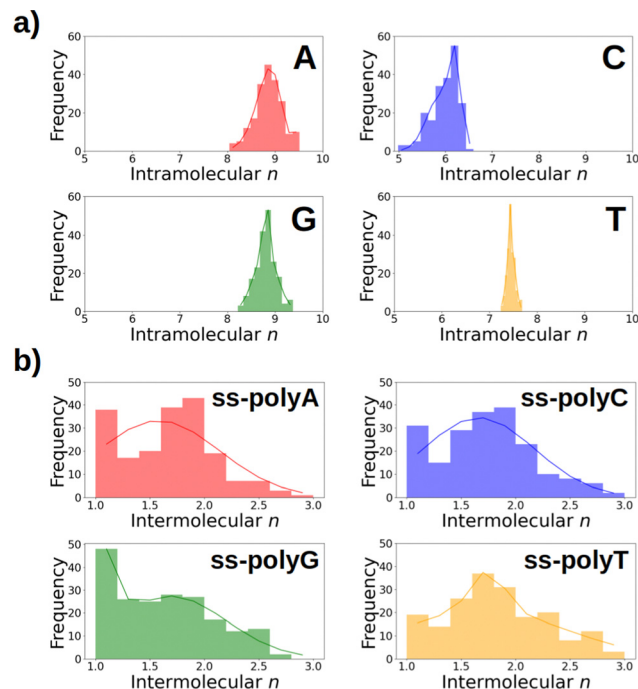 a)
A
Frequency
60
40
20
0
5 6 7 8 9 10
Intramolecular n
C
Frequency
60
40
20
0
5 6 7 8 9 10
Intramolecular n
G
Frequency
60
40
20
0
5 6 7 8 9 10
Intramolecular n
T
Frequency
60
40
20
0
5 6 7 8 9 10
Intramolecular n
b)
ss-polyA
Frequency
50
40
30
20
10
0
1.0 1.5 2.0 2.5 3.0
Intermolecular n
ss-polyC
Frequency
50
40
30
20
10
0
1.0 1.5 2.0 2.5 3.0
Intermolecular n
ss-polyG
Frequency
50
40
30
20
10
0
1.0 1.5 2.0 2.5 3.0
Intermolecular n
ss-polyT
Frequency
50
40
30
20
10
0
1.0 1.5 2.0 2.5 3.0
Intermolecular n